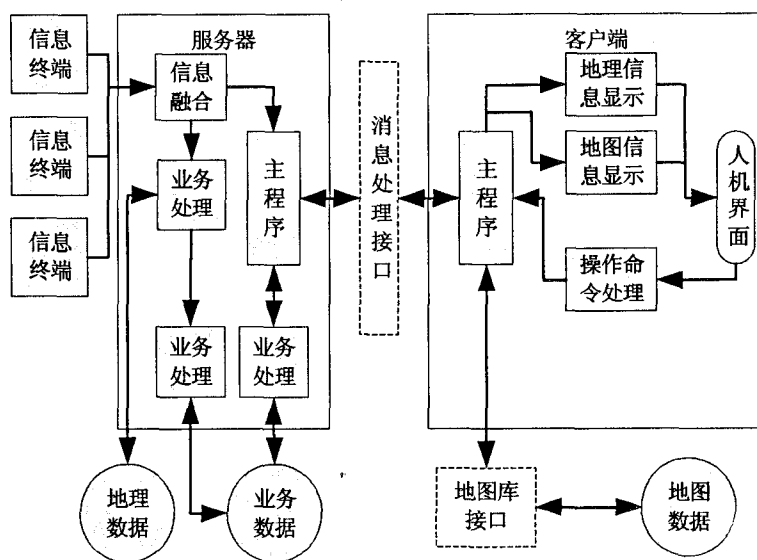 信息
终端
信息
终端
信息
终端
服务器
信息
融合
业务
处理
主
程
序
业务
处理
业务
处理
地理
数据
业务
数据
消
息
处
理
接
口
客户端
地理信
息显示
地图信
息显示
主
程
序
操作命
令处理
人
机
界
面
地图库
接口
地图
数据